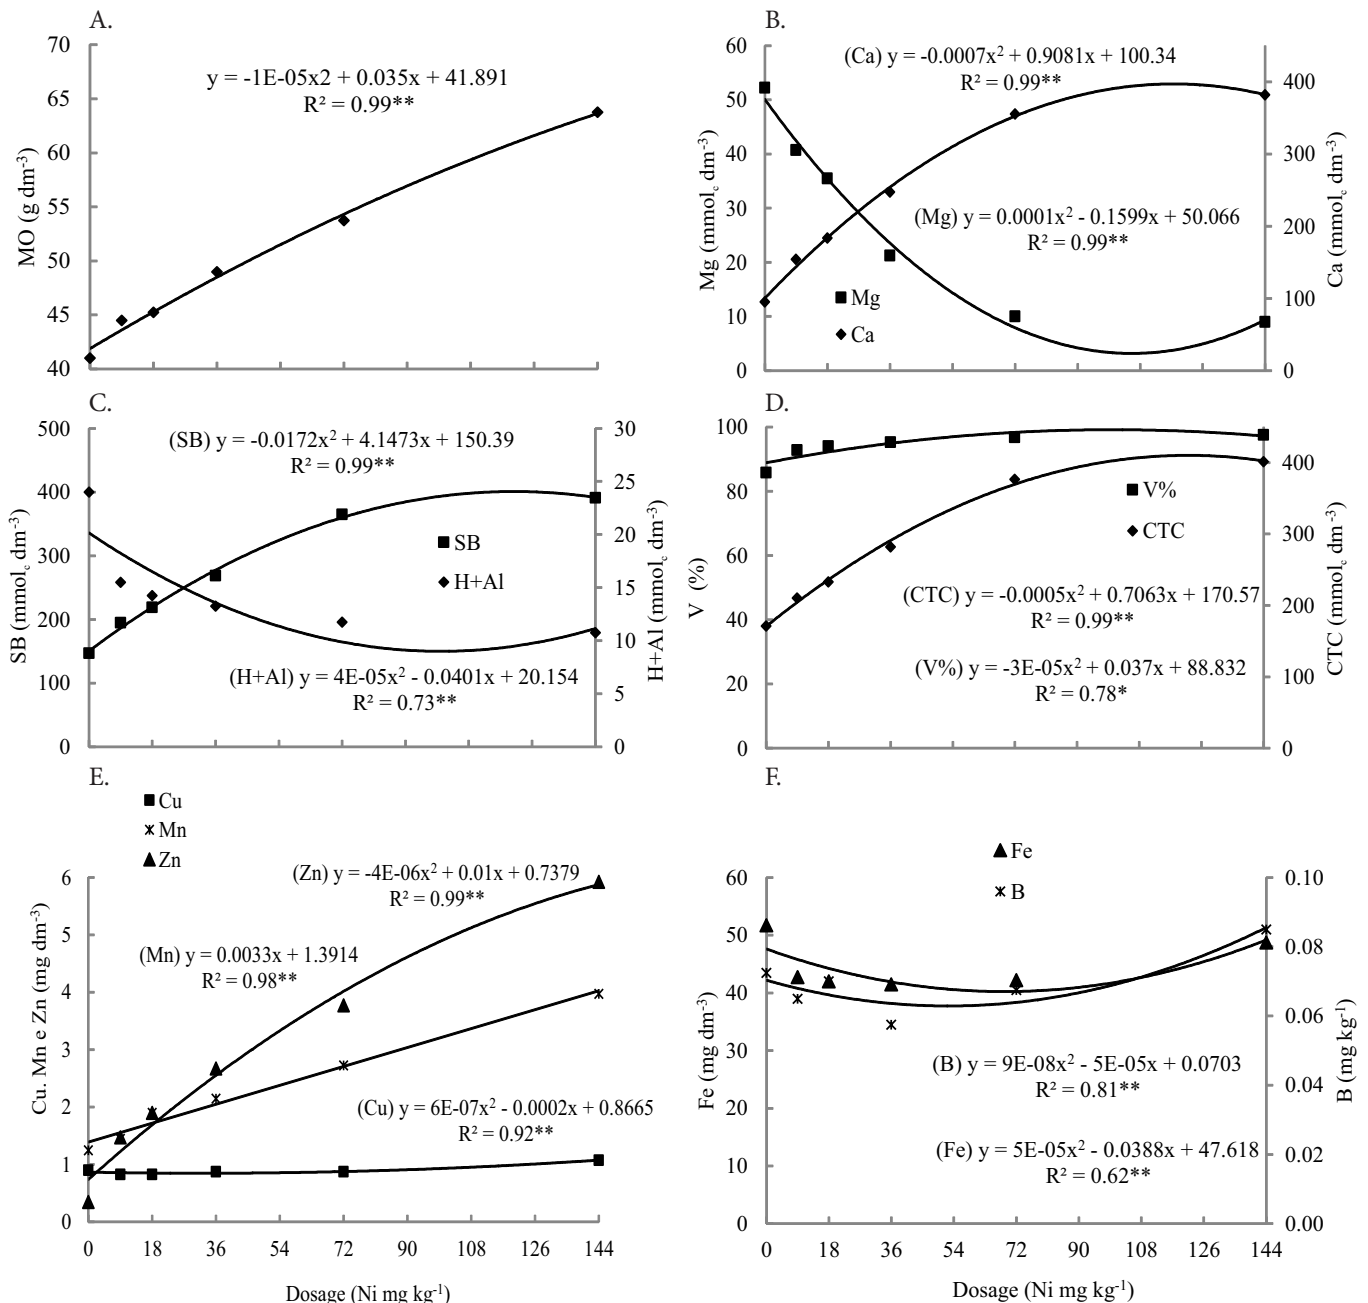 A.
70
65
60
55
50
45
40
MO (g dm⁻³)
y = -1E-05x2 + 0.035x + 41.891
R² = 0.99**
B.
60
50
40
30
20
10
0
Mg (mmol꜀ dm⁻³)
(Ca) y = -0.0007x² + 0.9081x + 100.34
R² = 0.99**
(Mg) y = 0.0001x² - 0.1599x + 50.066
R² = 0.99**
Mg
Ca
400
300
200
100
0
Ca (mmol꜀ dm⁻³)
C.
500
400
300
200
100
0
SB (mmol꜀ dm⁻³)
(SB) y = -0.0172x² + 4.1473x + 150.39
R² = 0.99**
SB
H+Al
(H+Al) y = 4E-05x² - 0.0401x + 20.154
R² = 0.73**
30
25
20
15
10
5
0
H+Al (mmol꜀ dm⁻³)
D.
100
80
60
40
20
0
V (%)
V%
CTC
(CTC) y = -0.0005x² + 0.7063x + 170.57
R² = 0.99**
(V%) y = -3E-05x² + 0.037x + 88.832
R² = 0.78*
400
300
200
100
0
CTC (mmol꜀ dm⁻³)
E.
Cu
Mn
Zn
6
5
4
3
2
1
0
Cu. Mn e Zn (mg dm⁻³)
(Zn) y = -4E-06x² + 0.01x + 0.7379
R² = 0.99**
(Mn) y = 0.0033x + 1.3914
R² = 0.98**
(Cu) y = 6E-07x² - 0.0002x + 0.8665
R² = 0.92**
0 18 36 72 90 108 126 144
Dosage (Ni mg kg⁻¹)
F.
Fe
B
60
50
40
30
20
10
0
Fe (mg dm⁻³)
(B) y = 9E-08x² - 5E-05x + 0.0703
R² = 0.81**
(Fe) y = 5E-05x² - 0.0388x + 47.618
R² = 0.62**
0.10
0.08
0.06
0.04
0.02
0.00
B (mg kg⁻¹)
0 18 36 72 90 108 126 144
Dosage (Ni mg kg⁻¹)